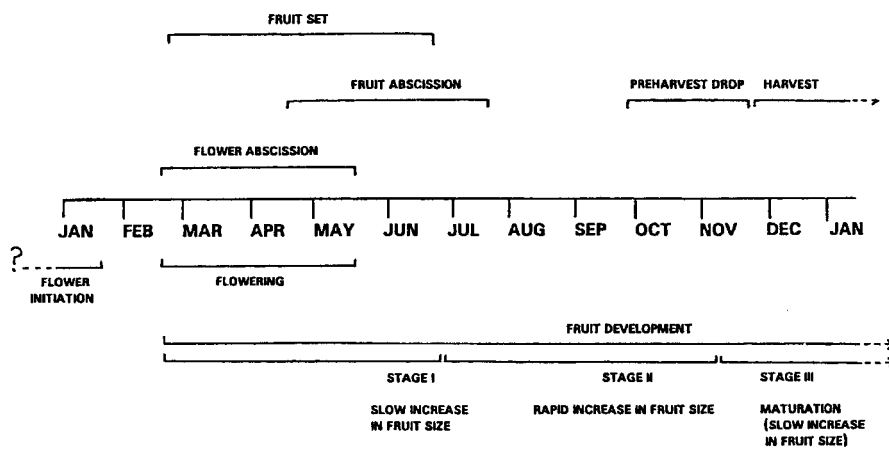 FRUIT SET
FRUIT ABSCISSION
PREHARVEST DROP HARVEST
FLOWER ABSCISSION
JAN FEB MAR APR MAY JUN JUL AUG SEP OCT NOV DEC JAN
?
FLOWER
INITIATION
FLOWERING
FRUIT DEVELOPMENT
STAGE I STAGE II STAGE III
SLOW INCREASE
IN FRUIT SIZE
RAPID INCREASE IN FRUIT SIZE
MATURATION
(SLOW INCREASE
IN FRUIT SIZE)